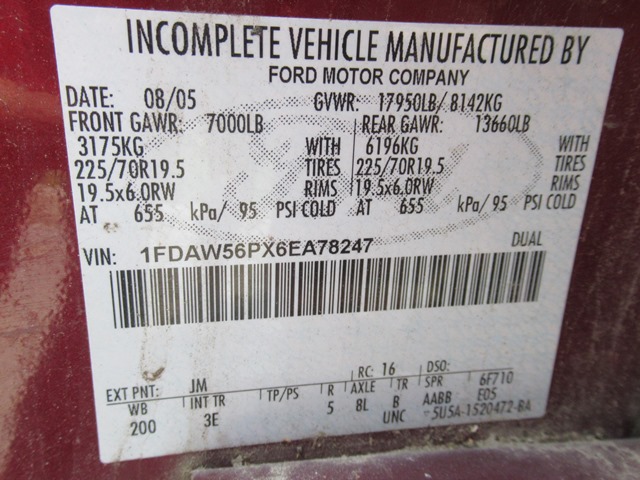 INCOMPLETE VEHICLE MANUFACTURED BY
FORD MOTOR COMPANY
DATE: 08/05 GVWR: 17950LB/ 8142KG
FRONT GAWR: 7000LB REAR GAWR: 13660LB
3175KG WITH 6196KG WITH
225/70R19.5 TIRES 225/70R19.5 TIRES
19.5x6.0RW RIMS 19.5x6.0RW RIMS
AT 655 kPa/ 95 PSI COLD AT 655 kPa/ 95 PSI COLD
VIN: 1FDAW56PX6EA78247 DUAL
EXT PNT: JM RC: 16 DSO:
WB INT TR TP/PS R AXLE TR SPR 6F710
200 3E 5 8L B AABB E05
UNC 5U5A-1520472-BA